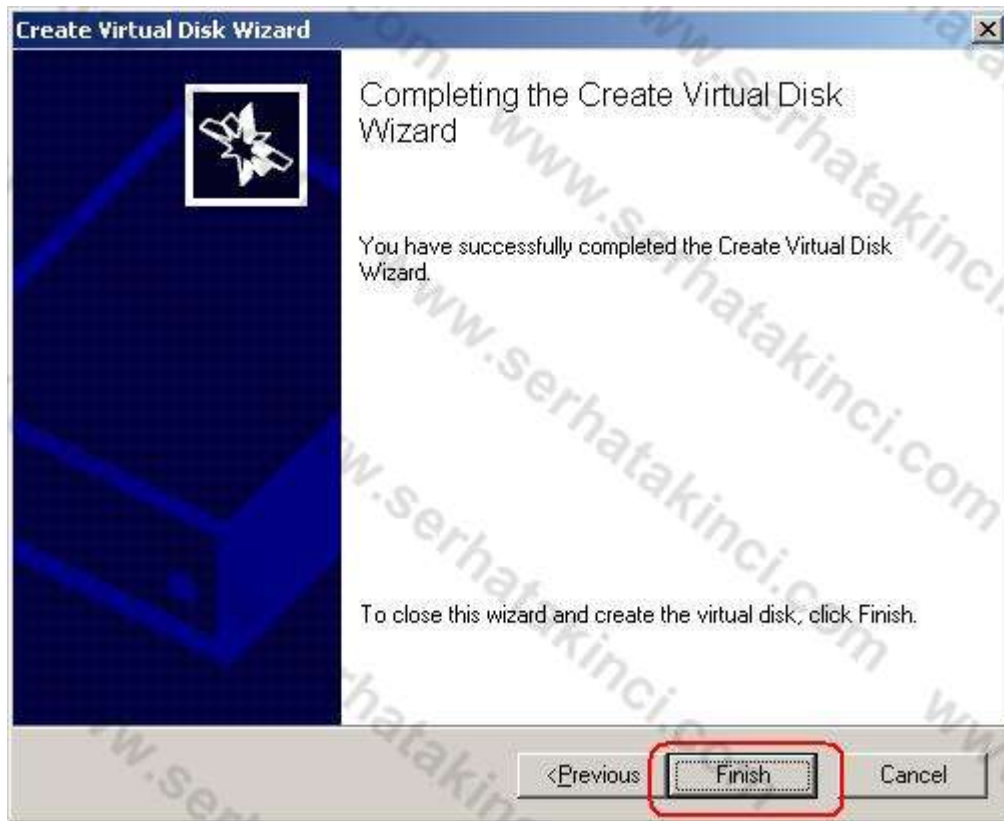 Create Virtual Disk Wizard
Completing the Create Virtual Disk
Wizard
You have successfully completed the Create Virtual Disk
Wizard.
To close this wizard and create the virtual disk, click Finish.
<Previous
Finish
Cancel
www.serhatakinci.com